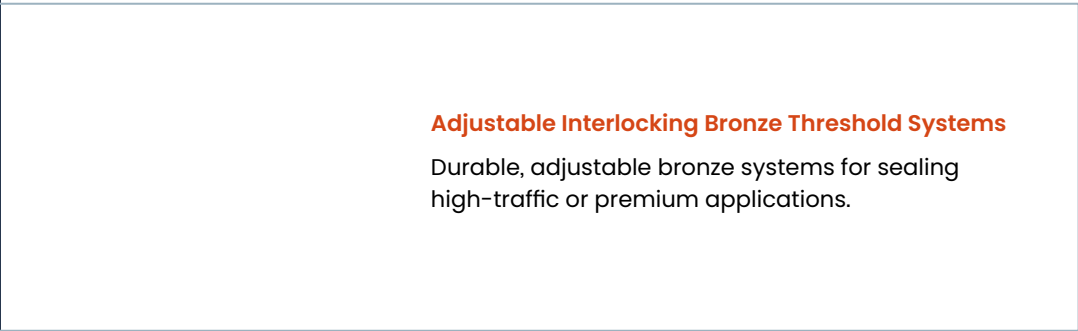 Adjustable Interlocking Bronze Threshold Systems
Durable, adjustable bronze systems for sealing
high-traffic or premium applications.